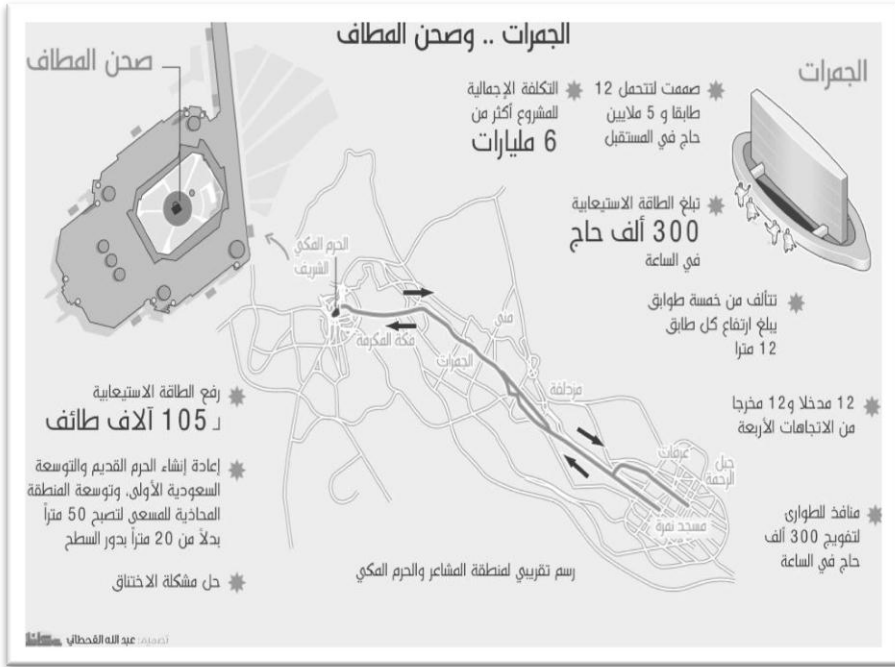 الجمرات .. وصحن المطاف
الجمرات
صممت لتتحمل 12
طابقا و 5 ملايين
حاج في المستقبل
التكلفة الإجمالية
للمشروع أكثر من
6 مليارات
تبلغ الطاقة الاستيعابية
300 ألف حاج
في الساعة
تتألف من خمسة طوابق
يبلغ ارتفاع كل طابق
12 مترا
12 مدخلا و12 مخرجا
من الاتجاهات الأربعة
منافذ للطوارئ
لتفويج 300 ألف
حاج في الساعة
صحن المطاف
الحرم المكي
الشريف
مكة المكرمة
الجمرات
منى
مزدلفة
عرفات
جبل
الرحمة
مسجد نمرة
رفع الطاقة الاستيعابية
لـ 105 آلاف طائف
إعادة إنشاء الحرم القديم والتوسعة
السعودية الأولى، وتوسعة المنطقة
المحاذية للمسعى لتصبح 50 متراً
بدلاً من 20 متراً بدور السطح
حل مشكلة الاختناق
رسم تقريبي لمنطقة المشاعر والحرم المكي
تصميم: عبد الله القحطاني
مكة